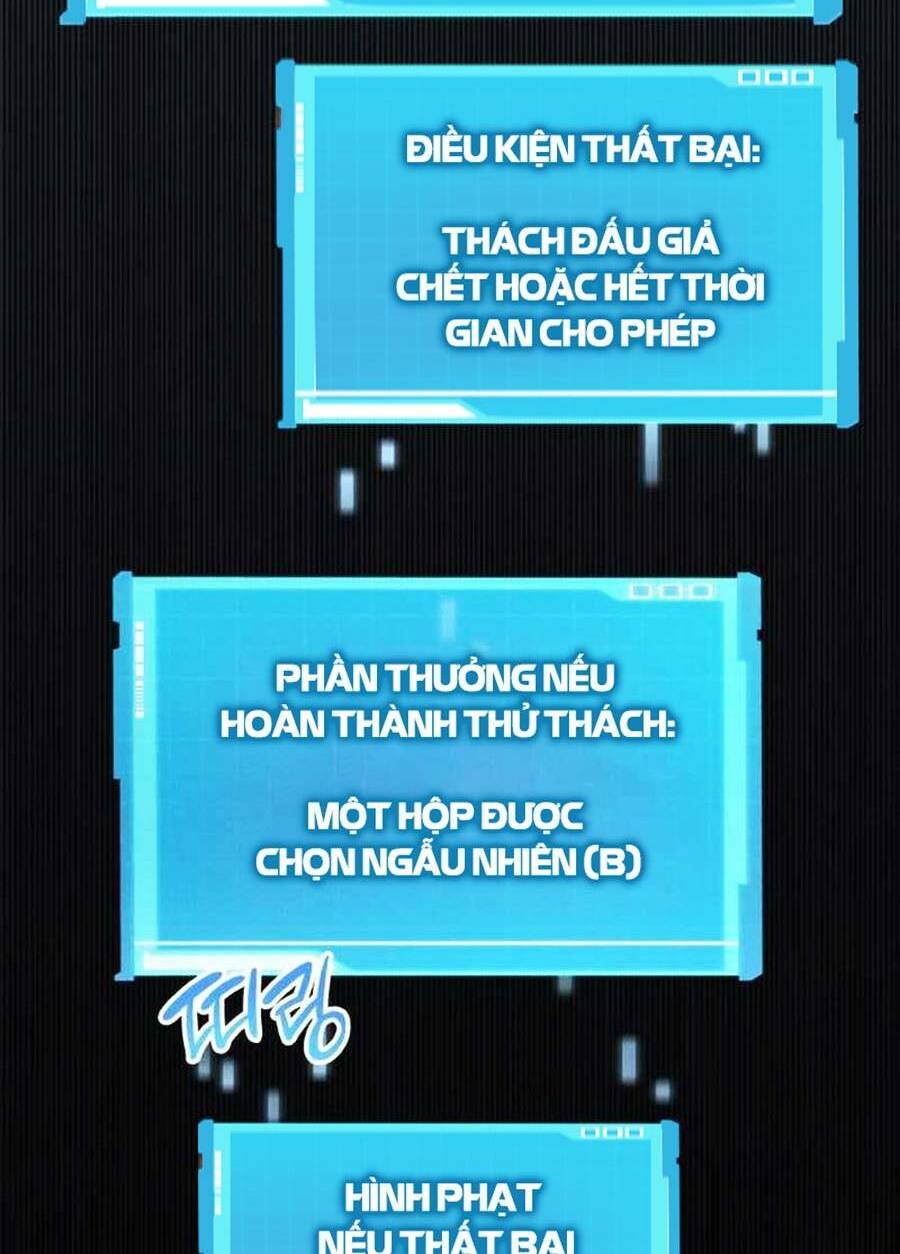 ĐIỀU KIỆN THẤT BẠI:
THÁCH ĐẤU GIẢ
CHẾT HOẶC HẾT THỜI
GIAN CHO PHÉP
PHẦN THƯỞNG NẾU
HOÀN THÀNH THỬ THÁCH:
MỘT HỘP ĐƯỢC
CHỌN NGẪU NHIÊN (B)
띠링
HÌNH PHẠT
NẾU THẤT BẠI